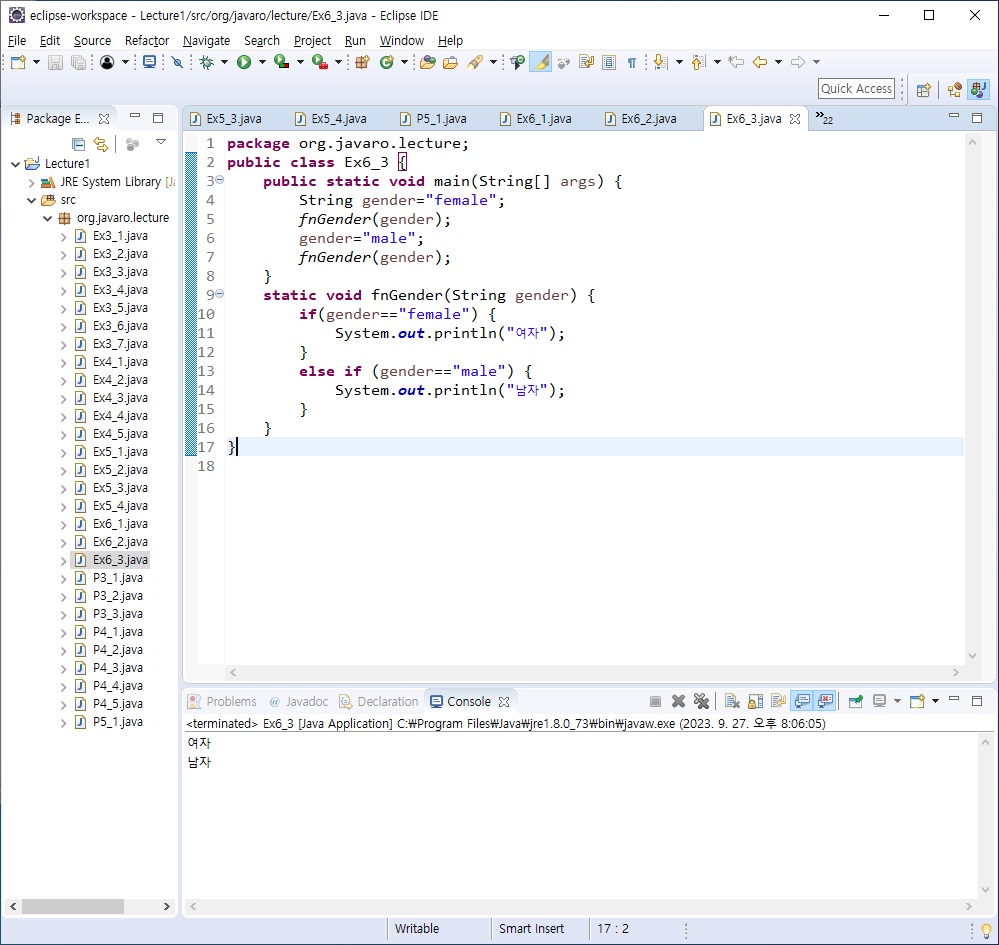 eclipse-workspace - Lecture1/src/org/javaro/lecture/Ex6_3.java - Eclipse IDE
File Edit Source Refactor Navigate Search Project Run Window Help
Quick Access
Package E...
Ex5_3.java Ex5_4.java P5_1.java Ex6_1.java Ex6_2.java Ex6_3.java »22
Lecture1
JRE System Library [Ja
src
org.javaro.lecture
Ex3_1.java
Ex3_2.java
Ex3_3.java
Ex3_4.java
Ex3_5.java
Ex3_6.java
Ex3_7.java
Ex4_1.java
Ex4_2.java
Ex4_3.java
Ex4_4.java
Ex4_5.java
Ex5_1.java
Ex5_2.java
Ex5_3.java
Ex5_4.java
Ex6_1.java
Ex6_2.java
Ex6_3.java
P3_1.java
P3_2.java
P3_3.java
P4_1.java
P4_2.java
P4_3.java
P4_4.java
P4_5.java
P5_1.java
1 package org.javaro.lecture;
2 public class Ex6_3 {
3 public static void main(String[] args) {
4 String gender="female";
5 fnGender(gender);
6 gender="male";
7 fnGender(gender);
8 }
9 static void fnGender(String gender) {
10 if(gender=="female") {
11 System.out.println("여자");
12 }
13 else if (gender=="male") {
14 System.out.println("남자");
15 }
16 }
17 }
18
Problems Javadoc Declaration Console
<terminated> Ex6_3 [Java Application] C:₩Program Files₩Java₩jre1.8.0_73₩bin₩javaw.exe (2023. 9. 27. 오후 8:06:05)
여자
남자
Writable Smart Insert 17 : 2